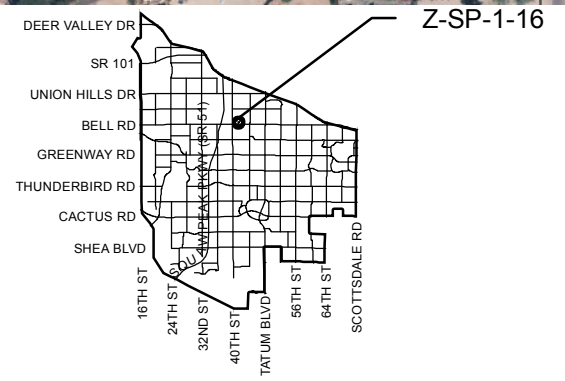 Z-SP-1-16
DEER VALLEY DR
SR 101
UNION HILLS DR
BELL RD
GREENWAY RD
THUNDERBIRD RD
CACTUS RD
SHEA BLVD
SQUAW PEAK PKWY (SR 51)
16TH ST
24TH ST
32ND ST
40TH ST
TATUM BLVD
56TH ST
64TH ST
SCOTTSDALE RD